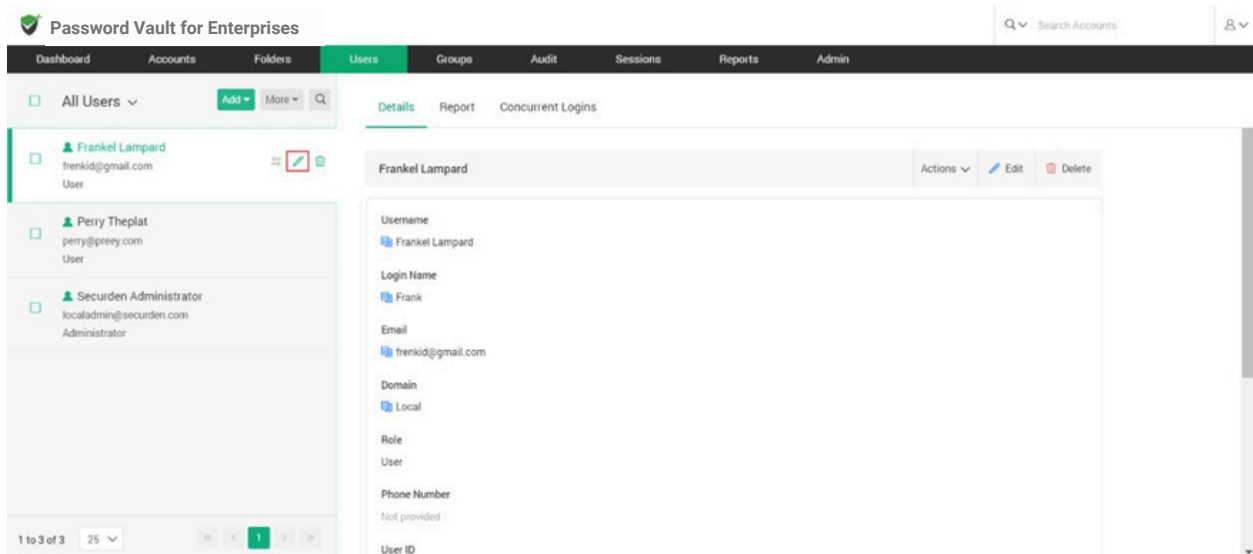 Password Vault for Enterprises
Search Accounts
Dashboard Accounts Folders Users Groups Audit Sessions Reports Admin
All Users Add More
Details Report Concurrent Logins
Frankel Lampard
frenkid@gmail.com
User
Perry Theplat
perry@preey.com
User
Securden Administrator
localadmin@securden.com
Administrator
1 to 3 of 3 25 1
Frankel Lampard Actions Edit Delete
Username
Frankel Lampard
Login Name
Frank
Email
frenkid@gmail.com
Domain
Local
Role
User
Phone Number
Not provided
User ID